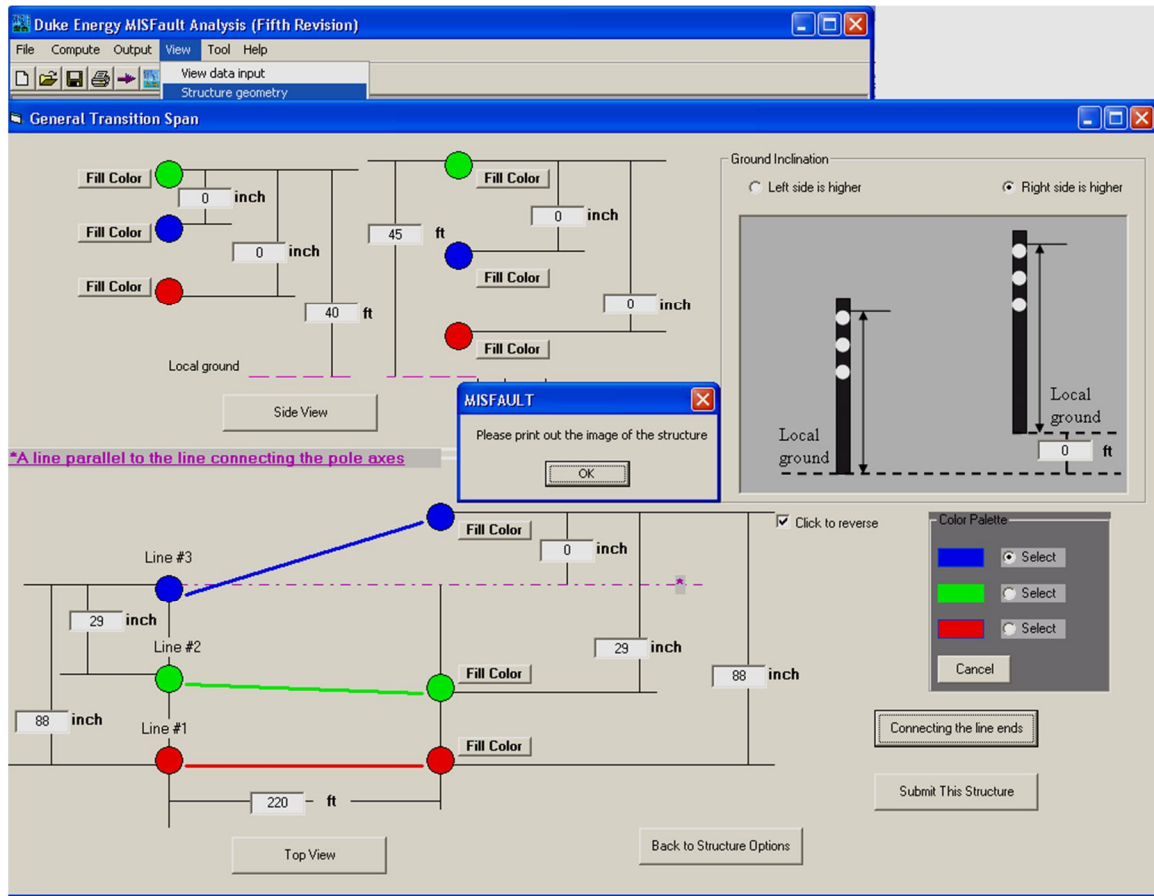 Duke Energy MISFault Analysis (Fifth Revision)
File Compute Output View Tool Help
View data input
Structure geometry
General Transition Span
Fill Color
0 inch
Fill Color
0 inch
Fill Color
40 ft
Local ground
45 ft
Fill Color
0 inch
Fill Color
0 inch
Fill Color
Side View
Ground Inclination
Left side is higher
Right side is higher
Local
ground
Local
ground
0 ft
MISFAULT
Please print out the image of the structure
OK
*A line parallel to the line connecting the pole axes
Line #3
29 inch
Line #2
88 inch
Line #1
220 ft
Fill Color
0 inch
*
29 inch
Fill Color
88 inch
Fill Color
Click to reverse
Color Palette
Select
Select
Select
Cancel
Connecting the line ends
Submit This Structure
Back to Structure Options
Top View